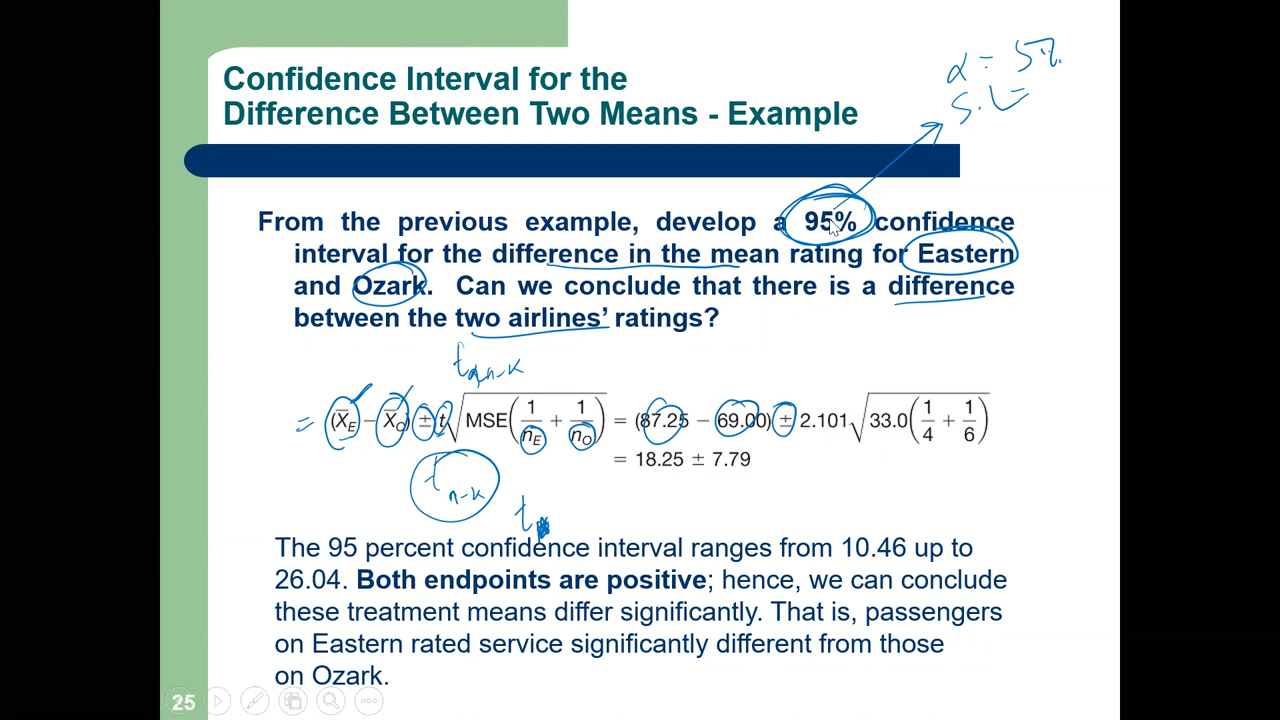 Confidence Interval for the
Difference Between Two Means - Example
α = 5%
S.L =
From the previous example, develop a 95% confidence
interval for the difference in the mean rating for Eastern
and Ozark. Can we conclude that there is a difference
between the two airlines’ ratings?
t α, n-k
= (X̄_E − X̄_O) ± t√MSE(1/n_E + 1/n_O) = (87.25 − 69.00) ± 2.101√33.0(1/4 + 1/6)
= 18.25 ± 7.79
t n-k
t
The 95 percent confidence interval ranges from 10.46 up to
26.04. Both endpoints are positive; hence, we can conclude
these treatment means differ significantly. That is, passengers
on Eastern rated service significantly different from those
on Ozark.
25